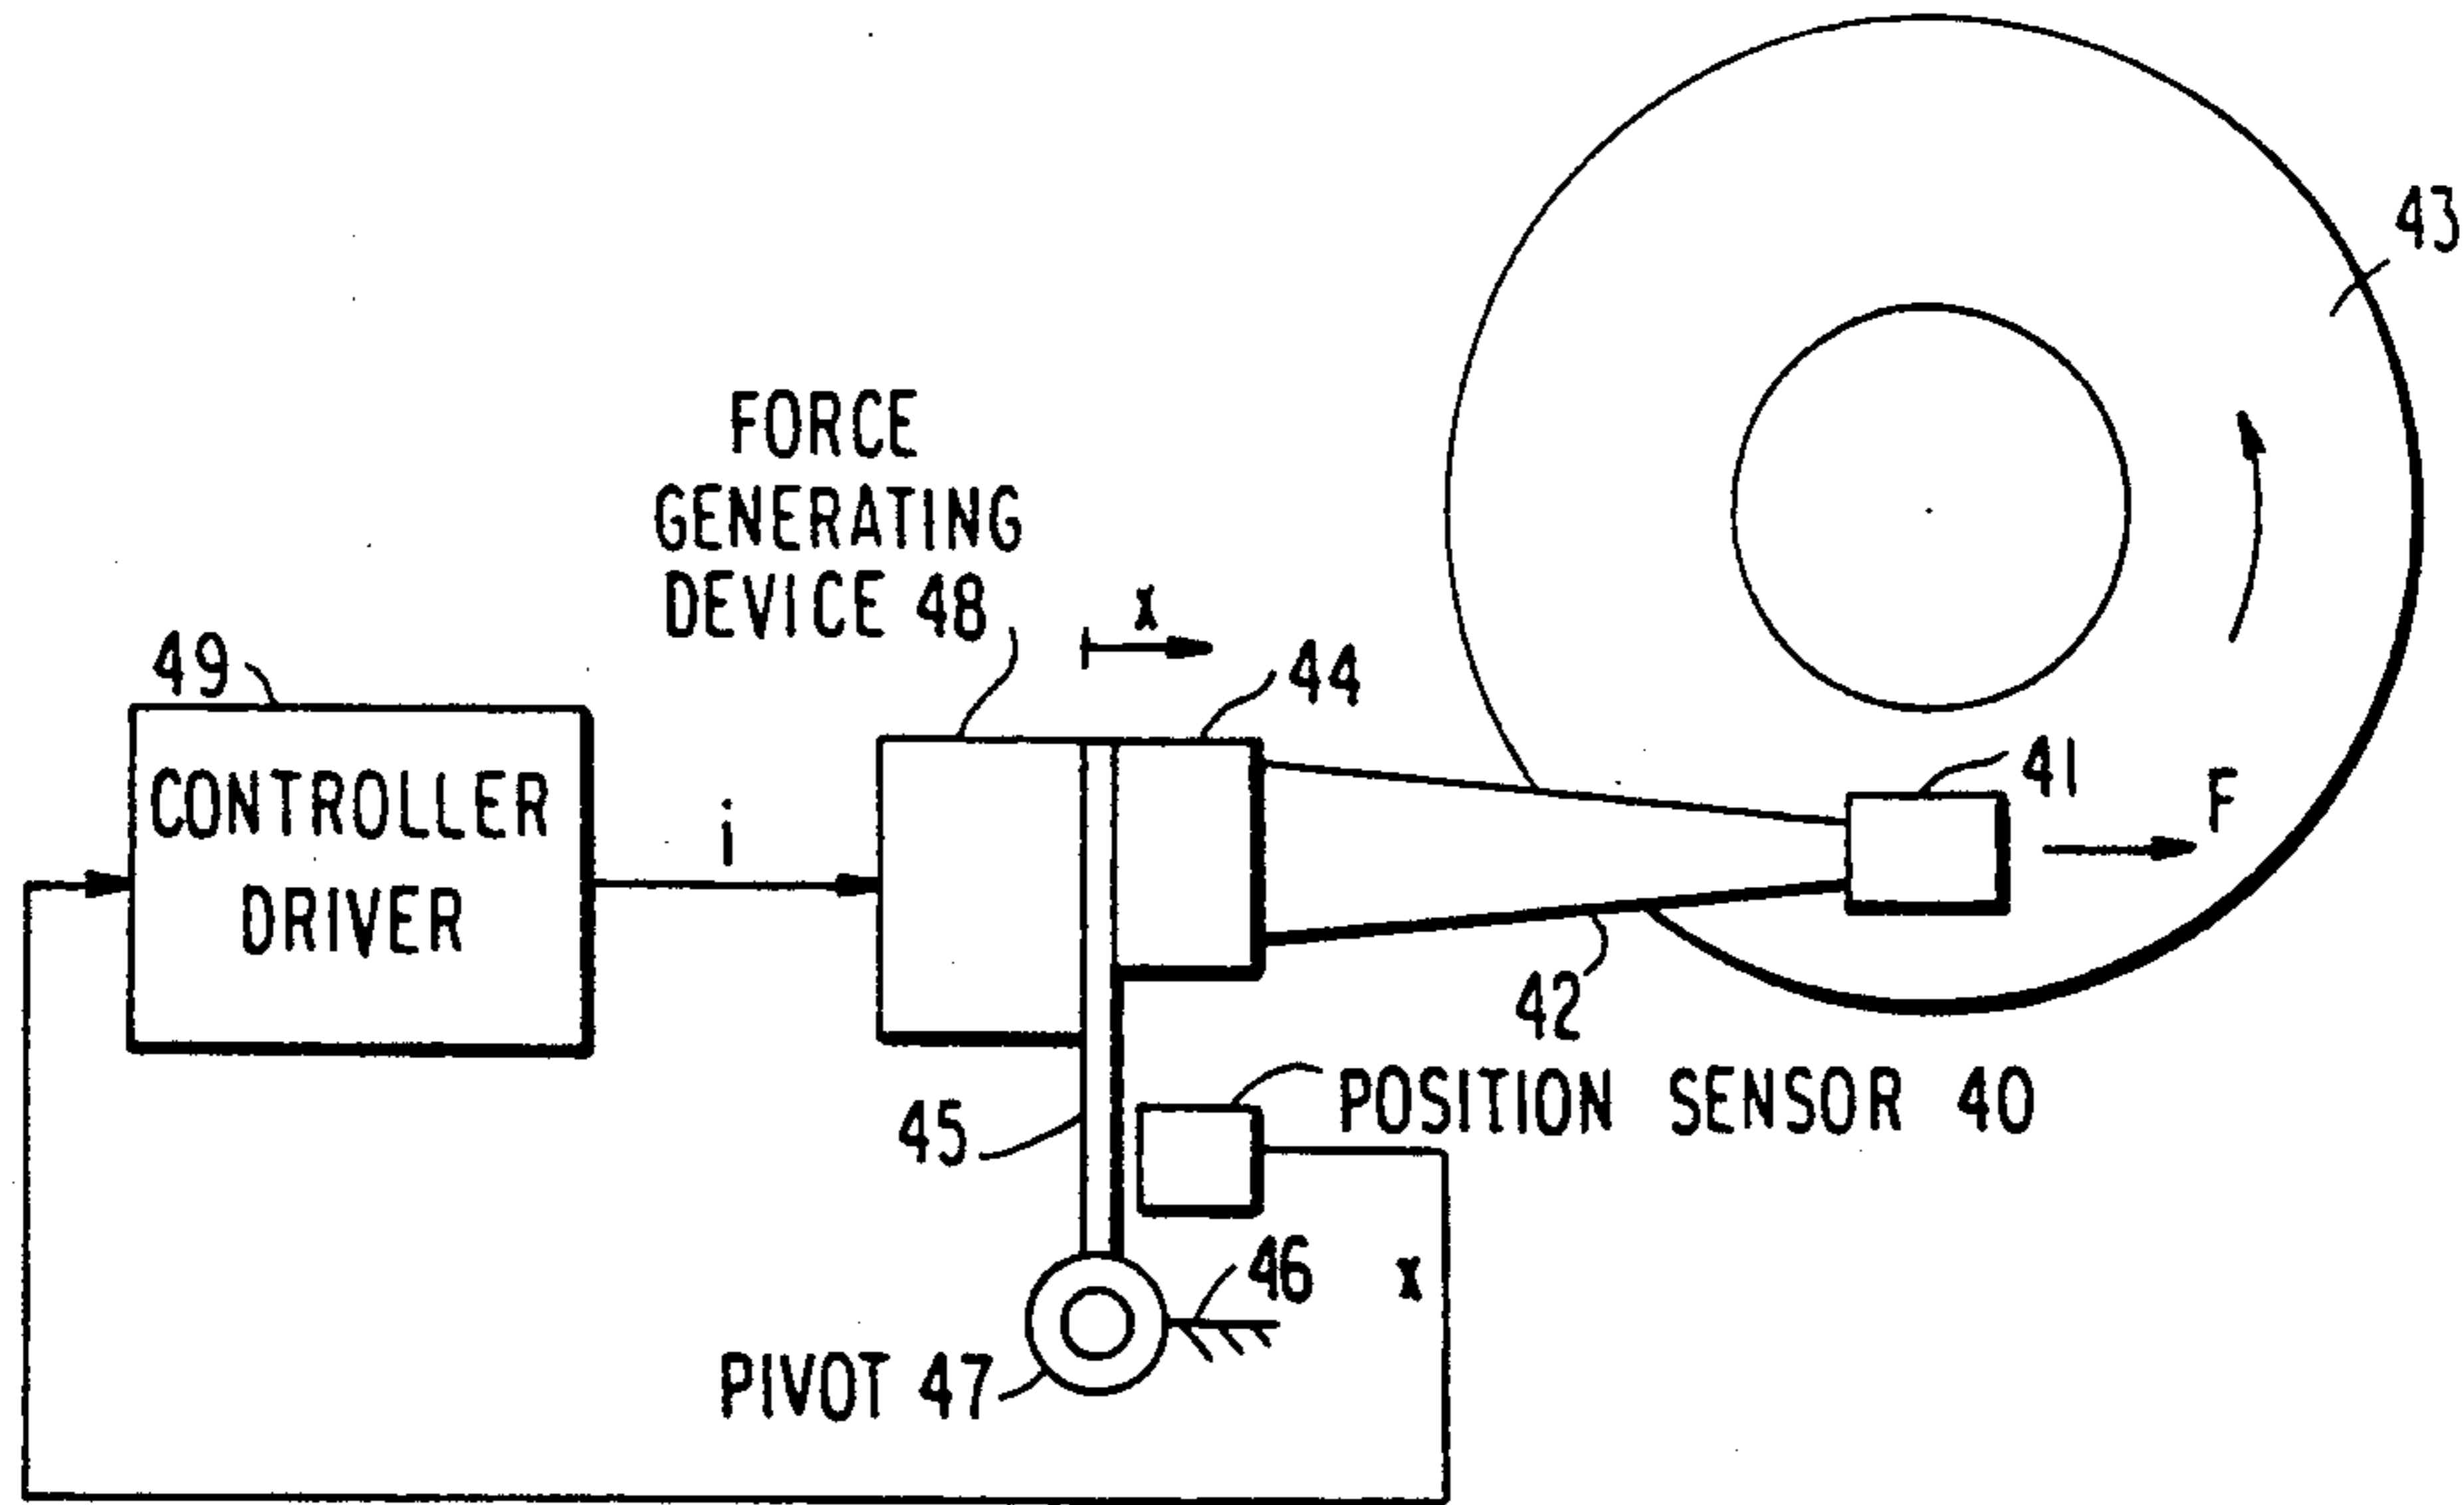 43
FORCE
GENERATING
DEVICE 48
x
44
49
CONTROLLER
DRIVER
i
41
F
42
45
POSITION SENSOR 40
46
x
PIVOT 47